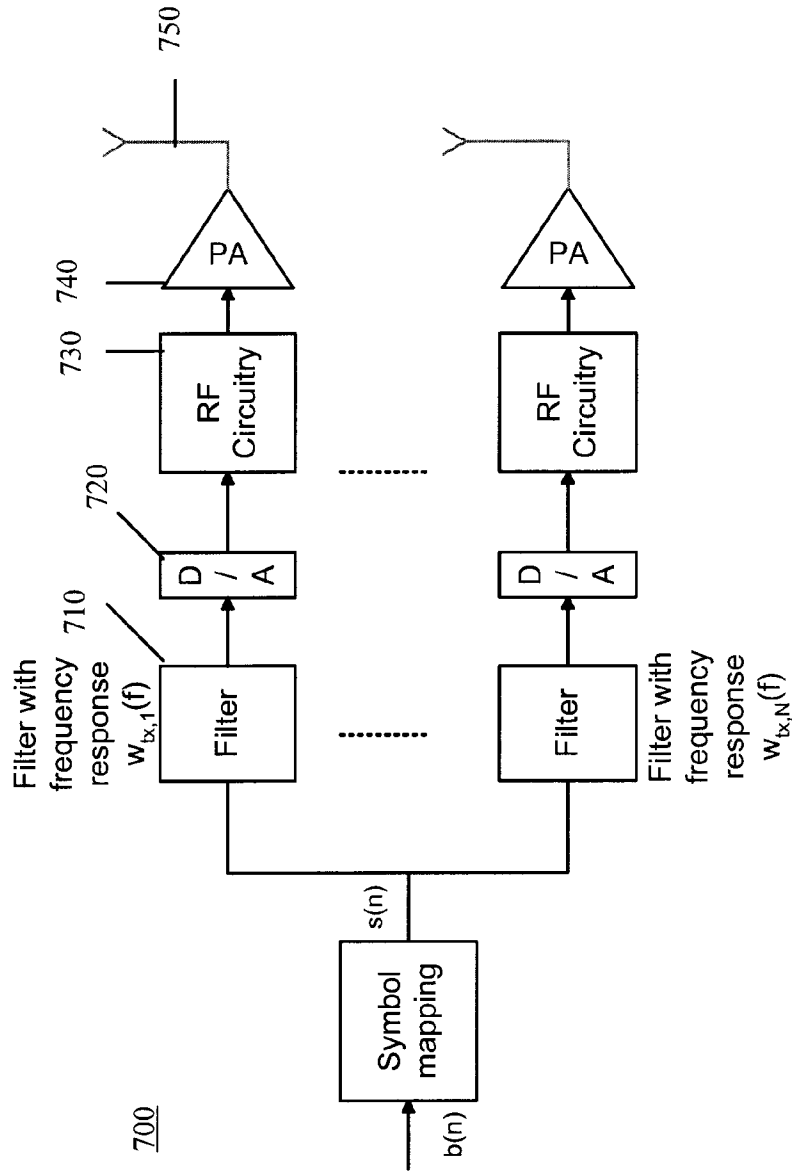 700
b(n)
Symbol
mapping
s(n)
Filter with
frequency
response
w_tx,1(f)
710
Filter
720
D
/
A
730
RF
Circuitry
740
PA
750
Filter
Filter with
frequency
response
w_tx,N(f)
D
/
A
RF
Circuitry
PA